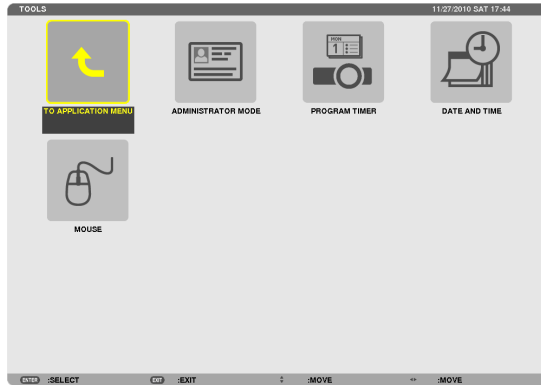 TOOLS 11/27/2010 SAT 17:44
MON
1
TO APPLICATION MENU ADMINISTRATOR MODE PROGRAM TIMER DATE AND TIME
MOUSE
ENTER :SELECT EXIT :EXIT :MOVE :MOVE